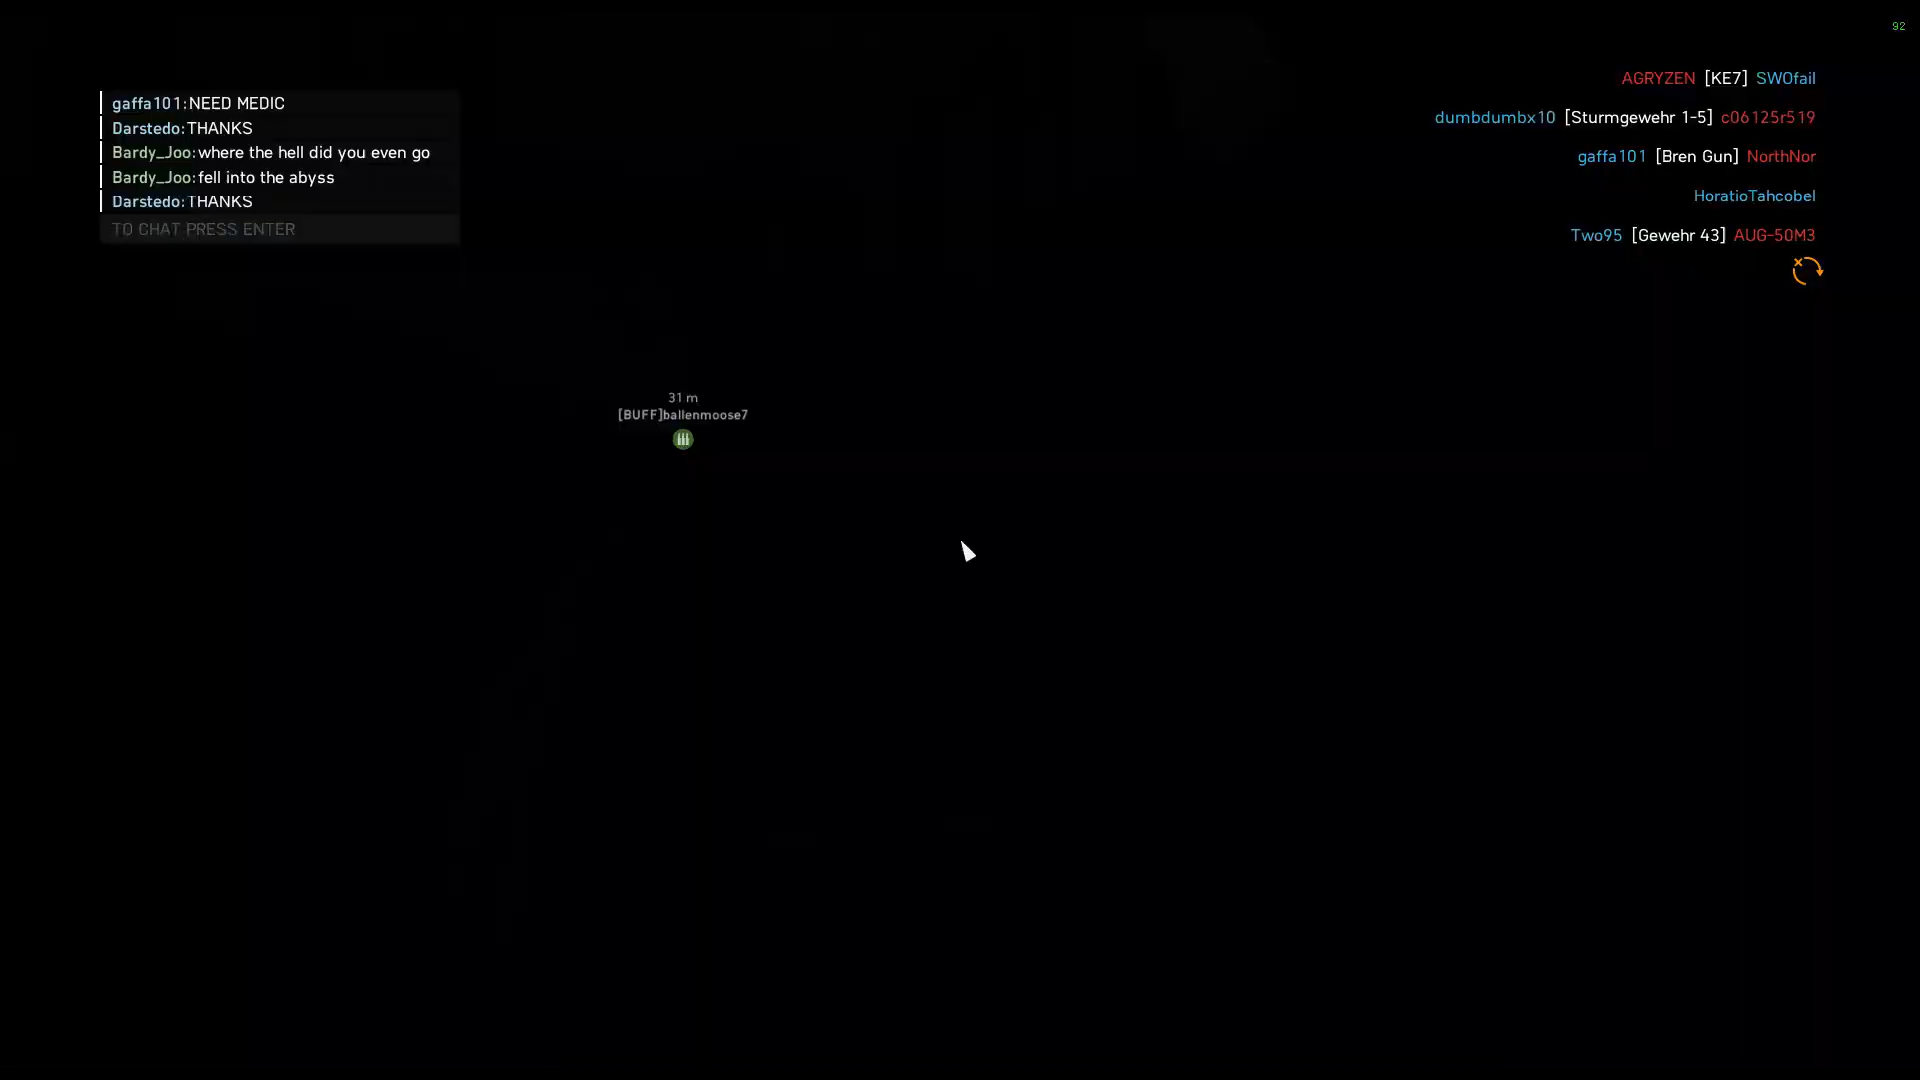 92
gaffa101:NEED MEDIC
Darstedo:THANKS
Bardy_Joo:where the hell did you even go
Bardy_Joo:fell into the abyss
Darstedo:THANKS
TO CHAT PRESS ENTER
AGRYZEN [KE7] SWOfail
dumbdumbx10 [Sturmgewehr 1-5] c06125r519
gaffa101 [Bren Gun] NorthNor
HoratioTahcobel
Two95 [Gewehr 43] AUG-50M3
31 m
[BUFF]ballenmoose7